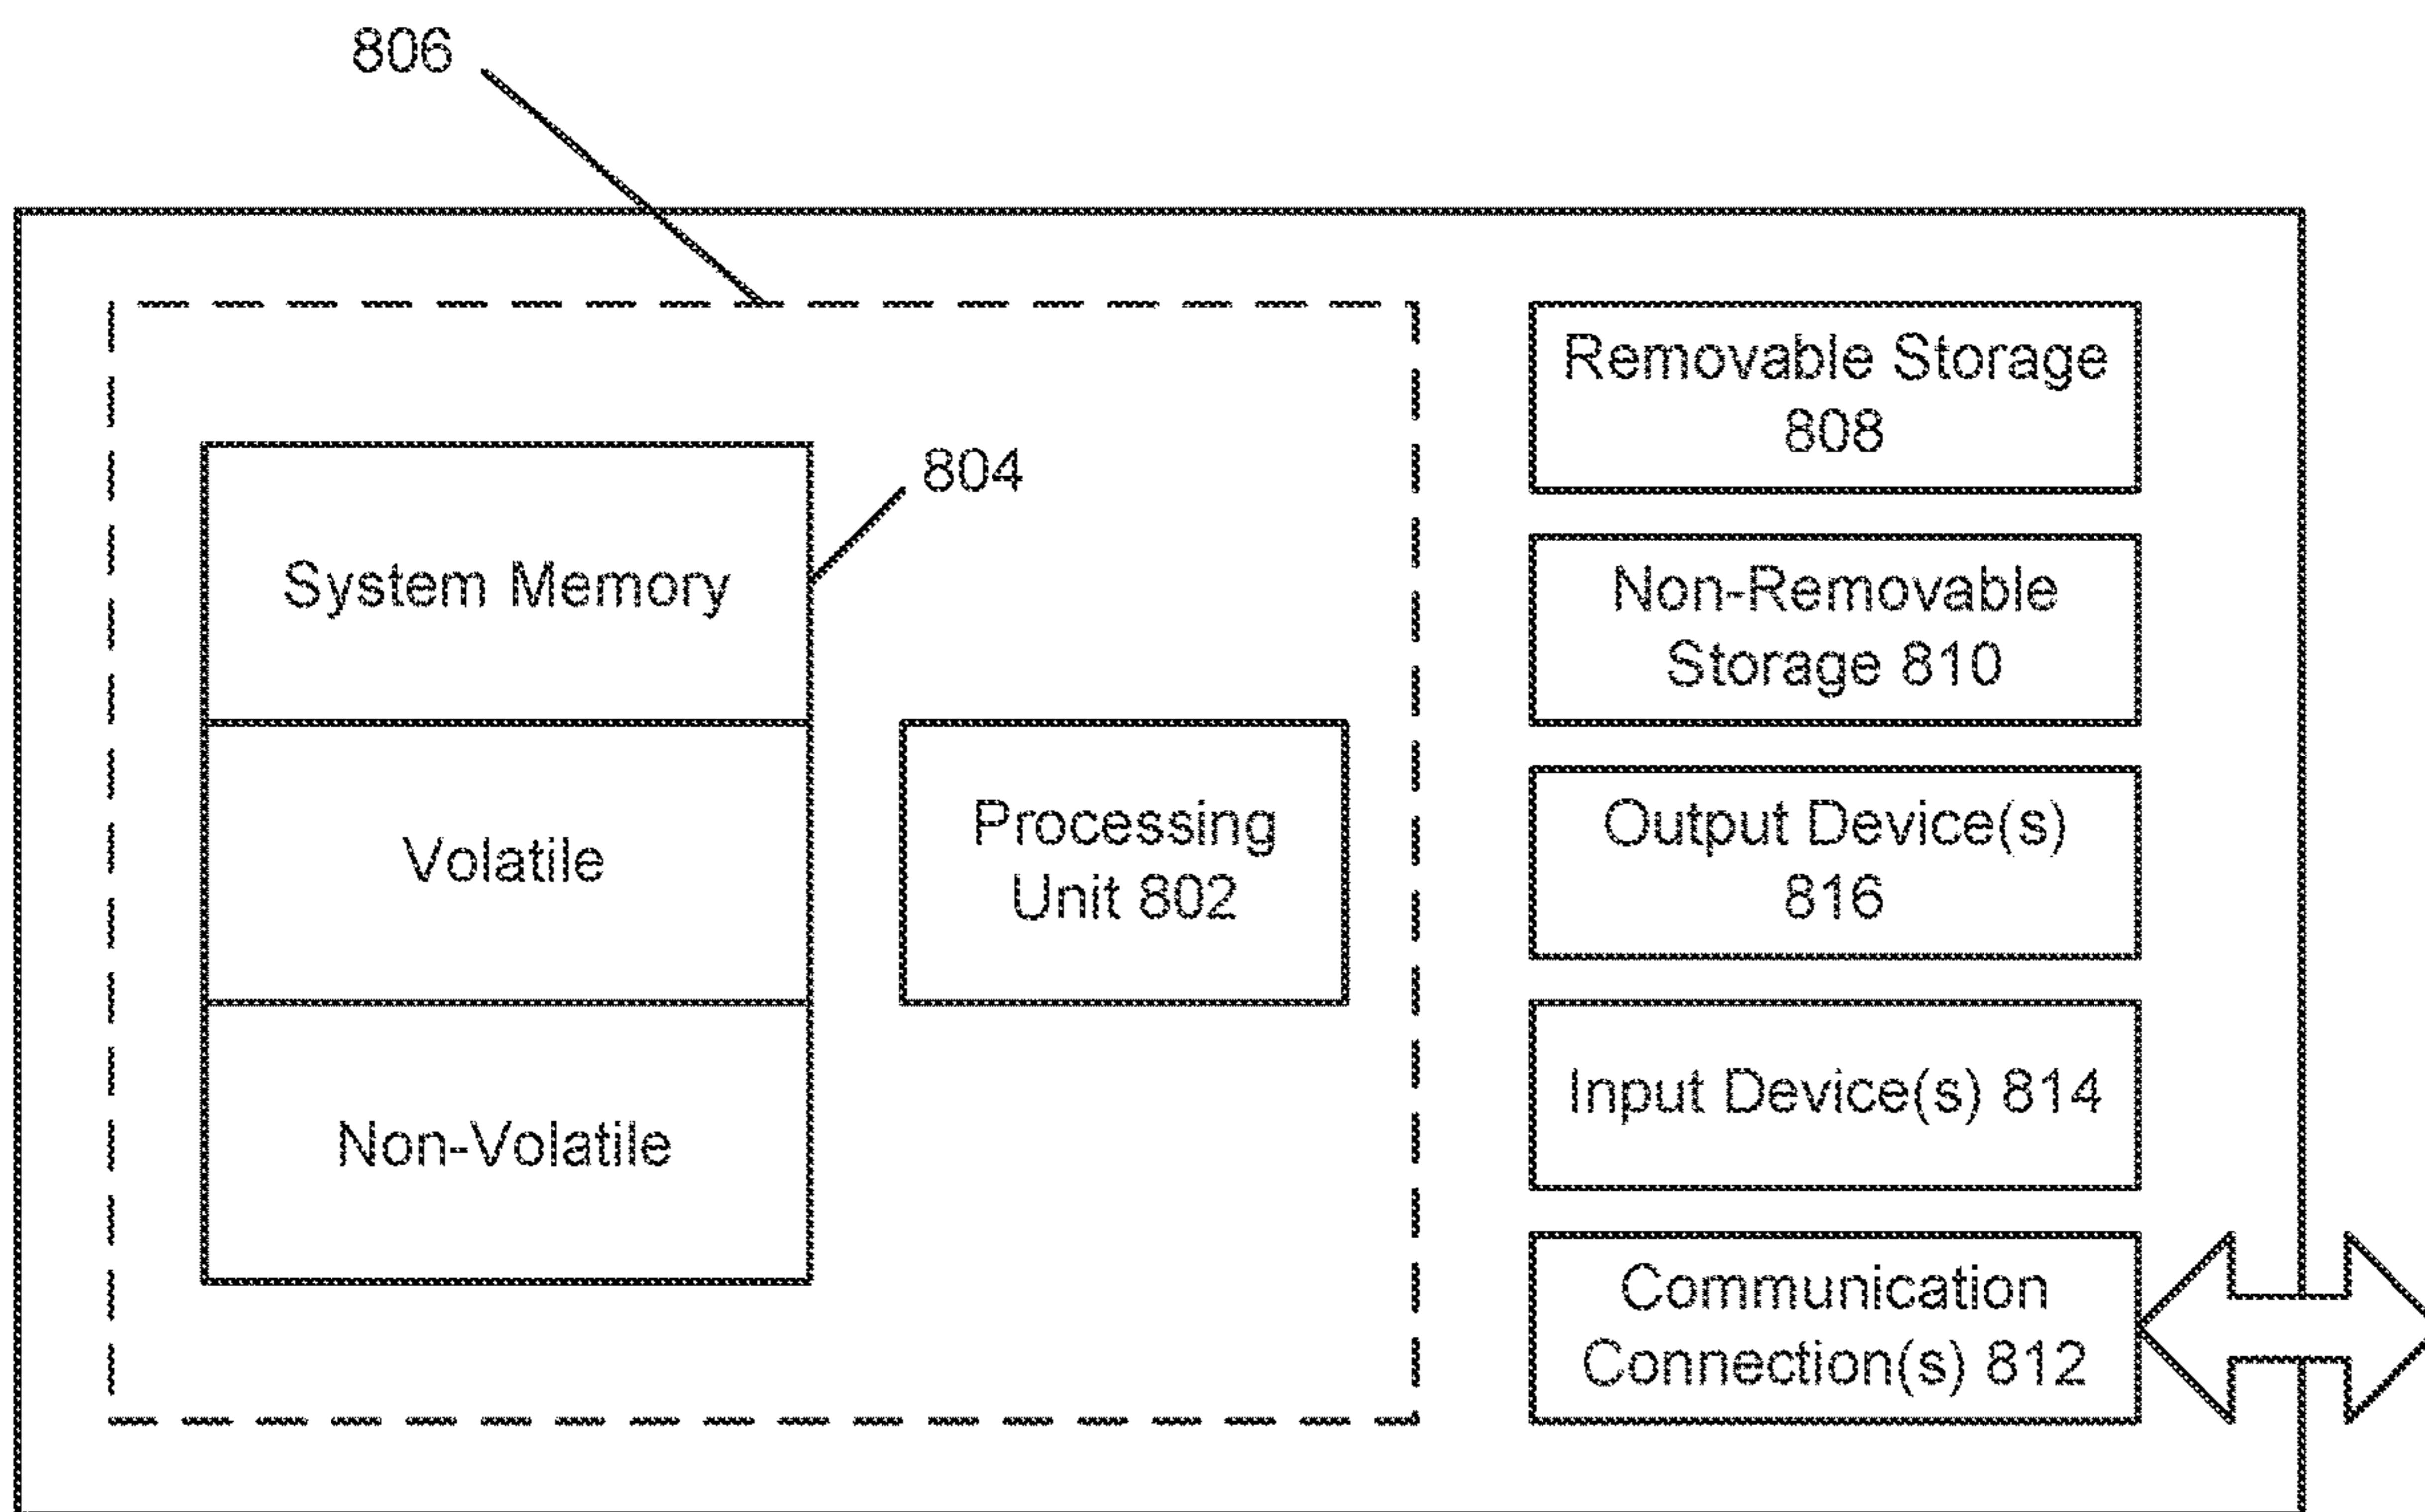 806
804
System Memory
Volatile
Non-Volatile
Processing
Unit 802
Removable Storage
808
Non-Removable
Storage 810
Output Device(s)
816
Input Device(s) 814
Communication
Connection(s) 812